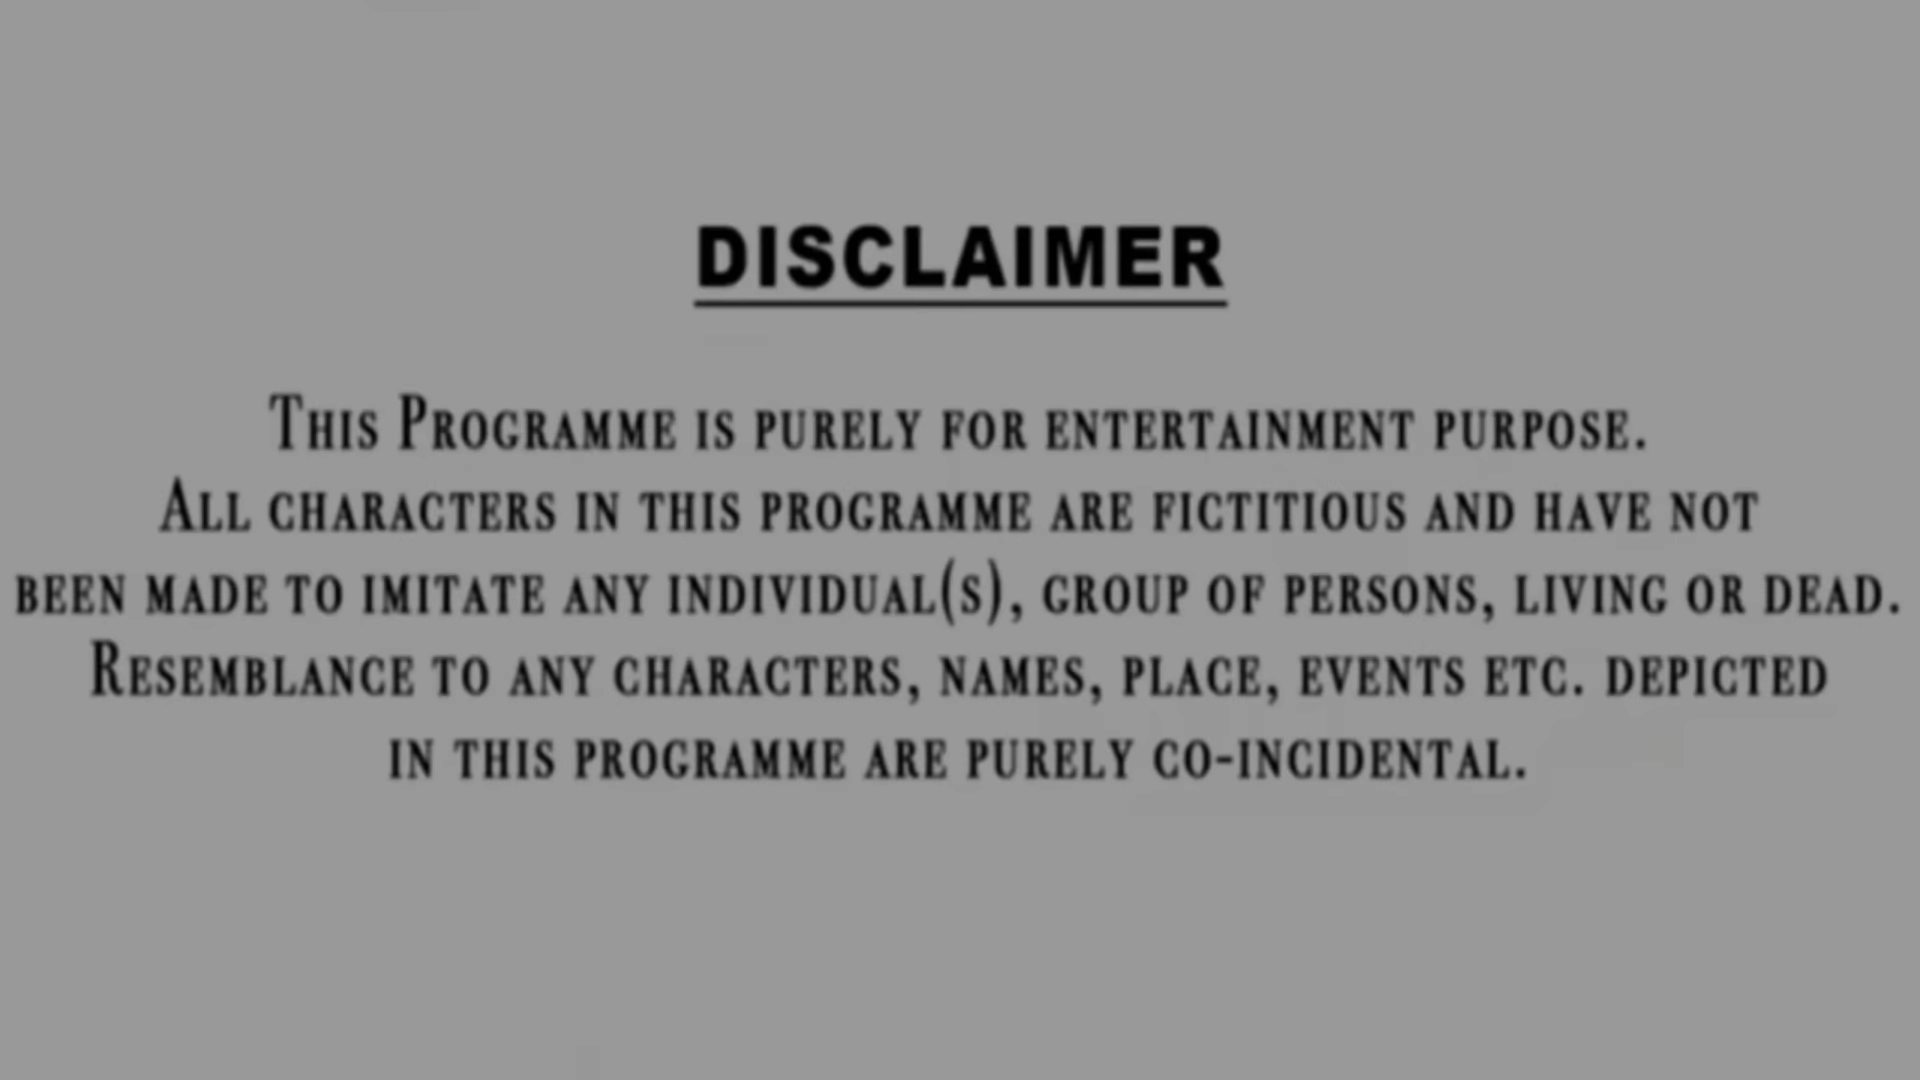 DISCLAIMER
This Programme is purely for entertainment purpose.
All characters in this programme are fictitious and have not
been made to imitate any individual(s), group of persons, living or dead.
Resemblance to any characters, names, place, events etc. depicted
in this programme are purely co-incidental.